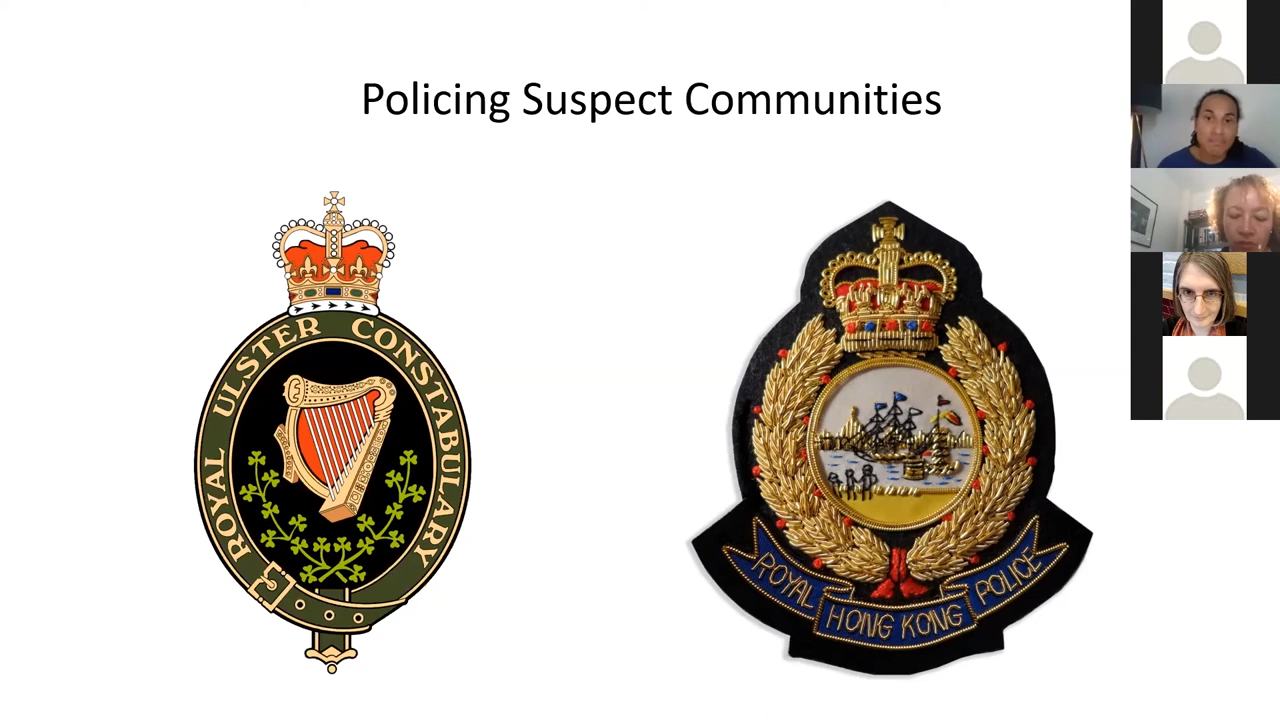 Policing Suspect Communities
ROYAL ULSTER CONSTABULARY
ROYAL HONG KONG POLICE